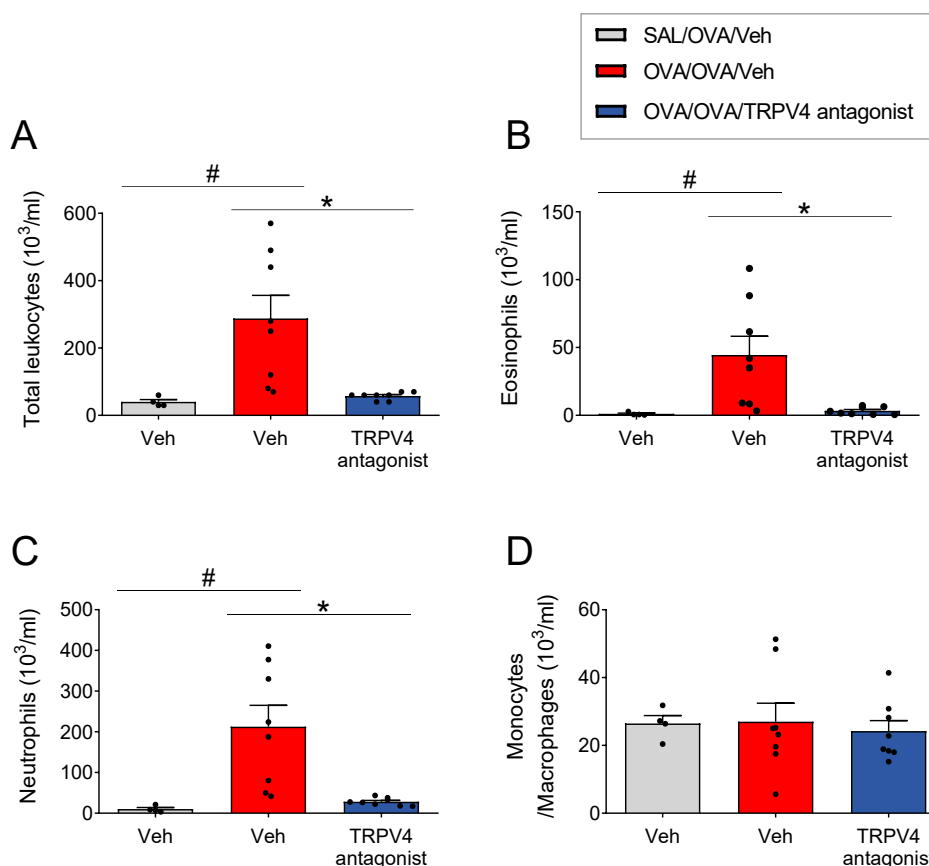 SAL/OVA/Veh
OVA/OVA/Veh
OVA/OVA/TRPV4 antagonist
A
#
*
Total leukocytes (10³/ml)
600
400
200
0
Veh
Veh
TRPV4
antagonist
B
#
*
Eosinophils (10³/ml)
150
100
50
0
Veh
Veh
TRPV4
antagonist
C
#
*
Neutrophils (10³/ml)
500
400
300
200
100
0
Veh
Veh
TRPV4
antagonist
D
Monocytes
/Macrophages (10³/ml)
60
40
20
0
Veh
Veh
TRPV4
antagonis